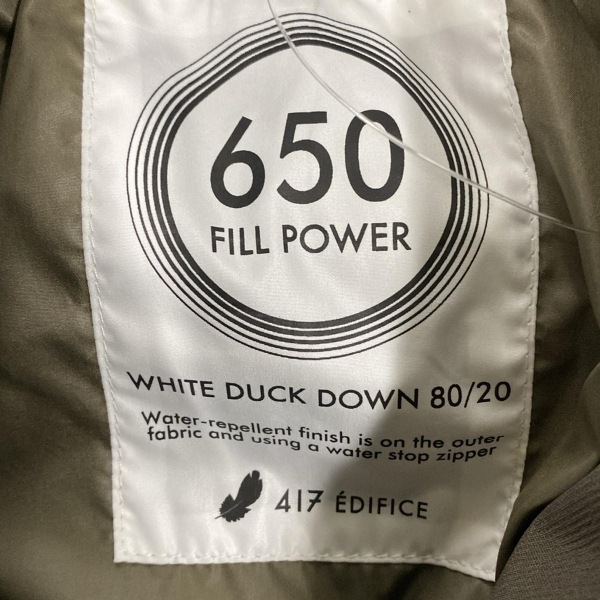 650
FILL POWER
WHITE DUCK DOWN 80/20
Water-repellent finish is on the outer
fabric and using a water stop zipper
417 ÉDIFICE